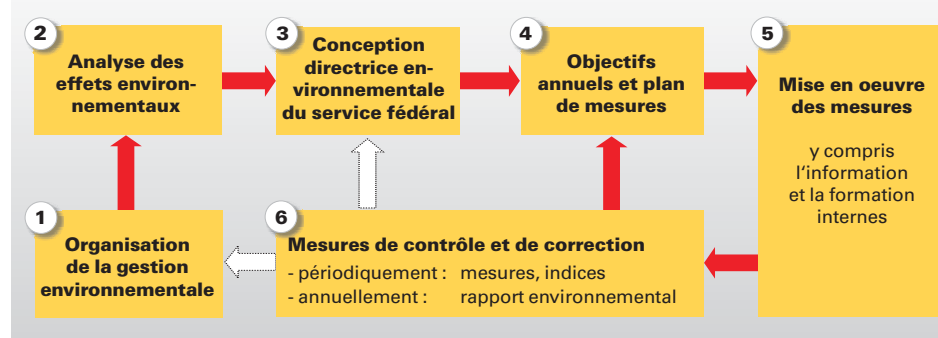 2
Analyse des
effets environ-
nementaux
3
Conception
directrice en-
vironnementale
du service fédéral
4
Objectifs
annuels et plan
de mesures
5
Mise en oeuvre
des mesures
y compris
l'information
et la formation
internes
1
Organisation
de la gestion
environnementale
6
Mesures de contrôle et de correction
- périodiquement : mesures, indices
- annuellement : rapport environnemental